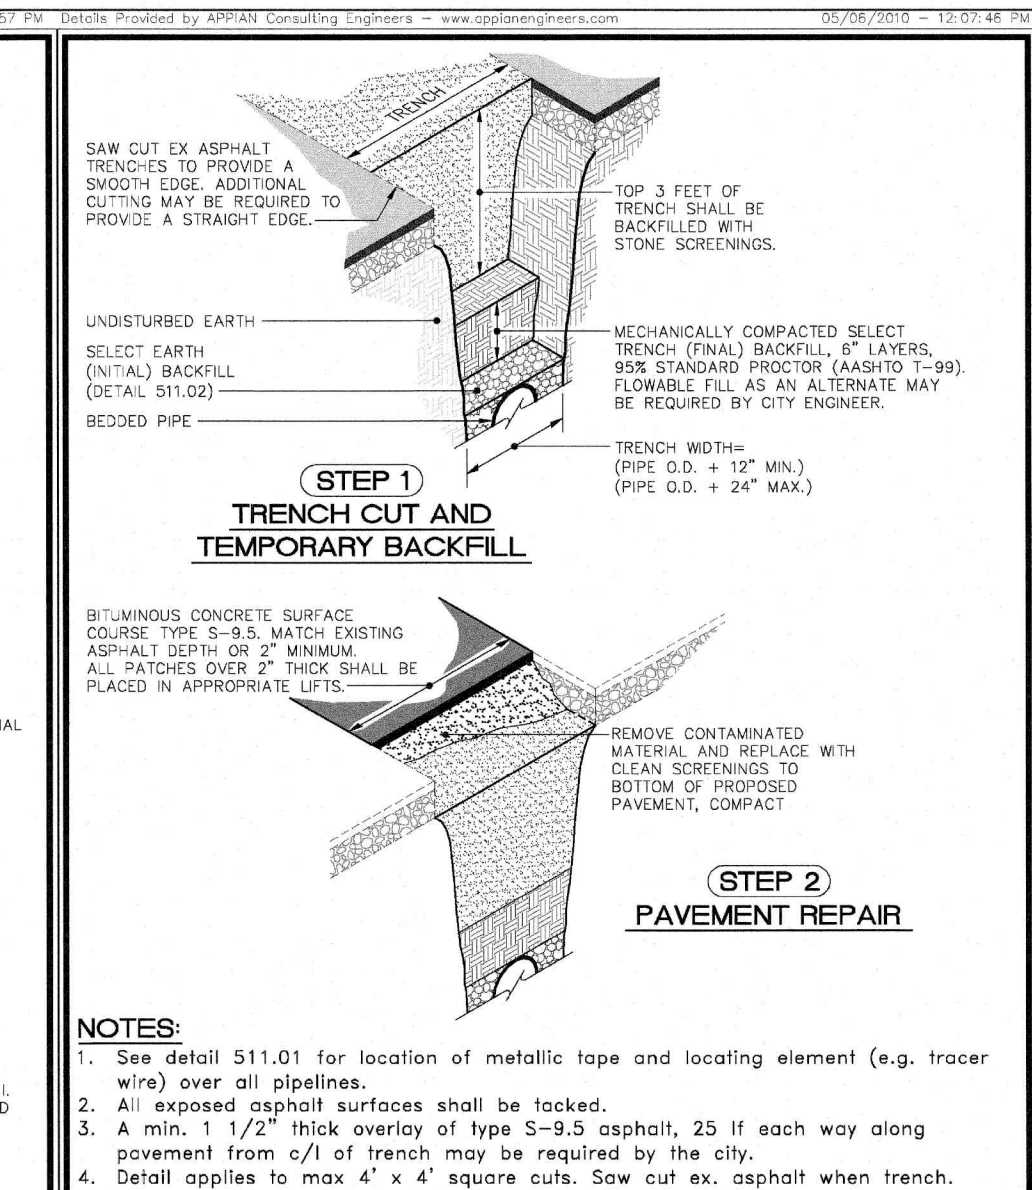 57 PM
Details Provided by APPIAN Consulting Engineers – www.appianengineers.com
05/06/2010 – 12:07:46 PM
TRENCH
SAW CUT EX ASPHALT
TRENCHES TO PROVIDE A
SMOOTH EDGE. ADDITIONAL
CUTTING MAY BE REQUIRED TO
PROVIDE A STRAIGHT EDGE.
TOP 3 FEET OF
TRENCH SHALL BE
BACKFILLED WITH
STONE SCREENINGS.
UNDISTURBED EARTH
SELECT EARTH
(INITIAL) BACKFILL
(DETAIL 511.02)
BEDDED PIPE
MECHANICALLY COMPACTED SELECT
TRENCH (FINAL) BACKFILL, 6" LAYERS,
95% STANDARD PROCTOR (AASHTO T-99).
FLOWABLE FILL AS AN ALTERNATE MAY
BE REQUIRED BY CITY ENGINEER.
TRENCH WIDTH=
(PIPE O.D. + 12" MIN.)
(PIPE O.D. + 24" MAX.)
STEP 1
TRENCH CUT AND
TEMPORARY BACKFILL
BITUMINOUS CONCRETE SURFACE
COURSE TYPE S-9.5. MATCH EXISTING
ASPHALT DEPTH OR 2" MINIMUM.
ALL PATCHES OVER 2" THICK SHALL BE
PLACED IN APPROPRIATE LIFTS.
IAL
REMOVE CONTAMINATED
MATERIAL AND REPLACE WITH
CLEAN SCREENINGS TO
BOTTOM OF PROPOSED
PAVEMENT, COMPACT
STEP 2
PAVEMENT REPAIR
NOTES:
1. See detail 511.01 for location of metallic tape and locating element (e.g. tracer
wire) over all pipelines.
2. All exposed asphalt surfaces shall be tacked.
3. A min. 1 1/2" thick overlay of type S-9.5 asphalt, 25 lf each way along
pavement from c/l of trench may be required by the city.
4. Detail applies to max 4' x 4' square cuts. Saw cut ex. asphalt when trench.